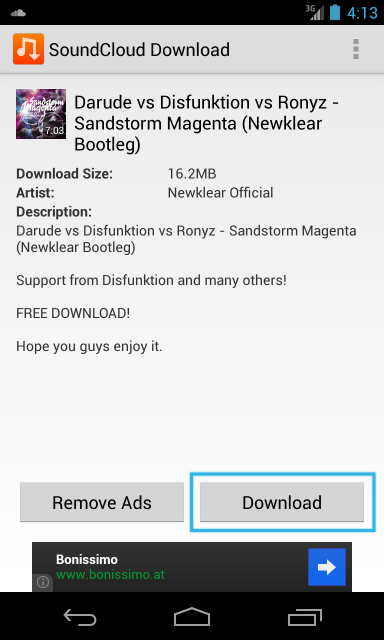 3G 4:13
SoundCloud Download
Darude vs Disfunktion vs Ronyz -
Sandstorm Magenta (Newklear
Bootleg)
Sandstorm
Magenta
7:03
Download Size: 16.2MB
Artist: Newklear Official
Description:
Darude vs Disfunktion vs Ronyz - Sandstorm Magenta
(Newklear Bootleg)
Support from Disfunktion and many others!
FREE DOWNLOAD!
Hope you guys enjoy it.
Remove Ads
Download
Bonissimo
www.bonissimo.at